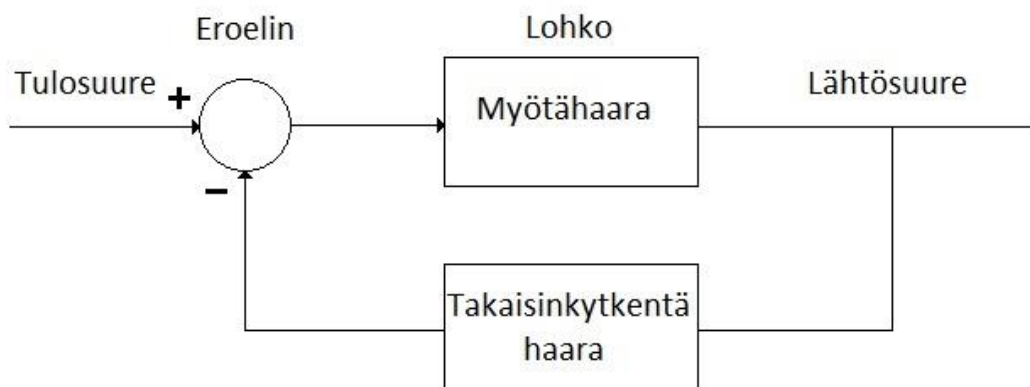 Eroelin
Lohko
Tulosuure
+
Myötähaara
Lähtösuure
–
Takaisinkytkentä
haara